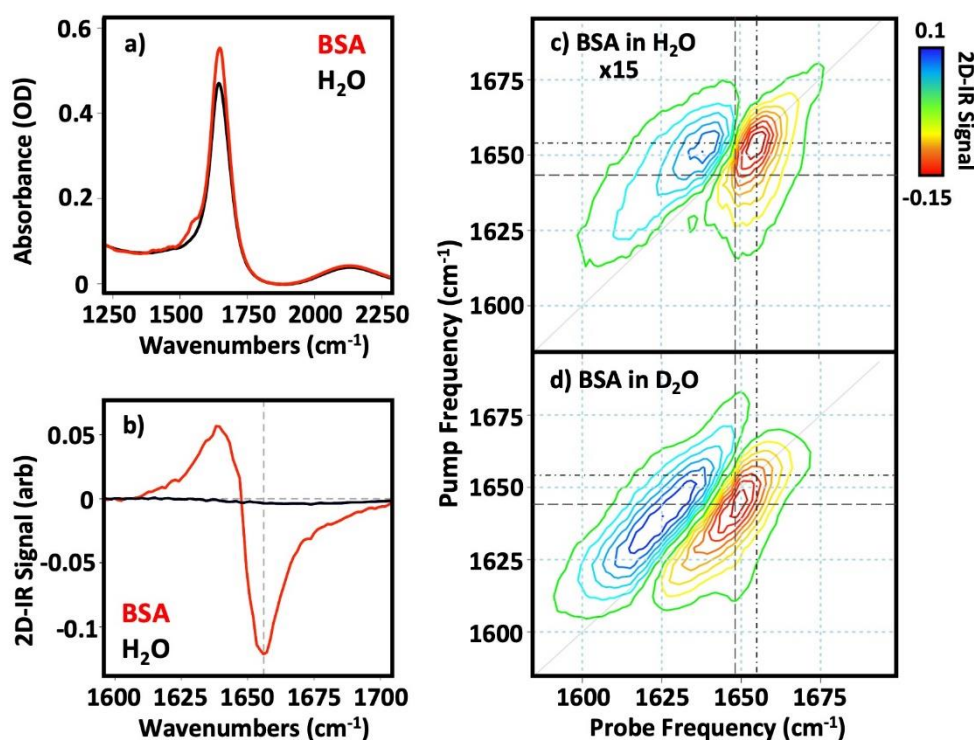 a)
BSA
H₂O
0.6
0.4
0.2
0
Absorbance (OD)
1250 1500 1750 2000 2250
Wavenumbers (cm⁻¹)
b)
0.05
0
-0.05
-0.1
2D-IR Signal (arb)
BSA
H₂O
1600 1625 1650 1675 1700
Wavenumbers (cm⁻¹)
c) BSA in H₂O
x15
1675
1650
1625
1600
0.1
2D-IR Signal
-0.15
Pump Frequency (cm⁻¹)
d) BSA in D₂O
1675
1650
1625
1600
1600 1625 1650 1675
Probe Frequency (cm⁻¹)